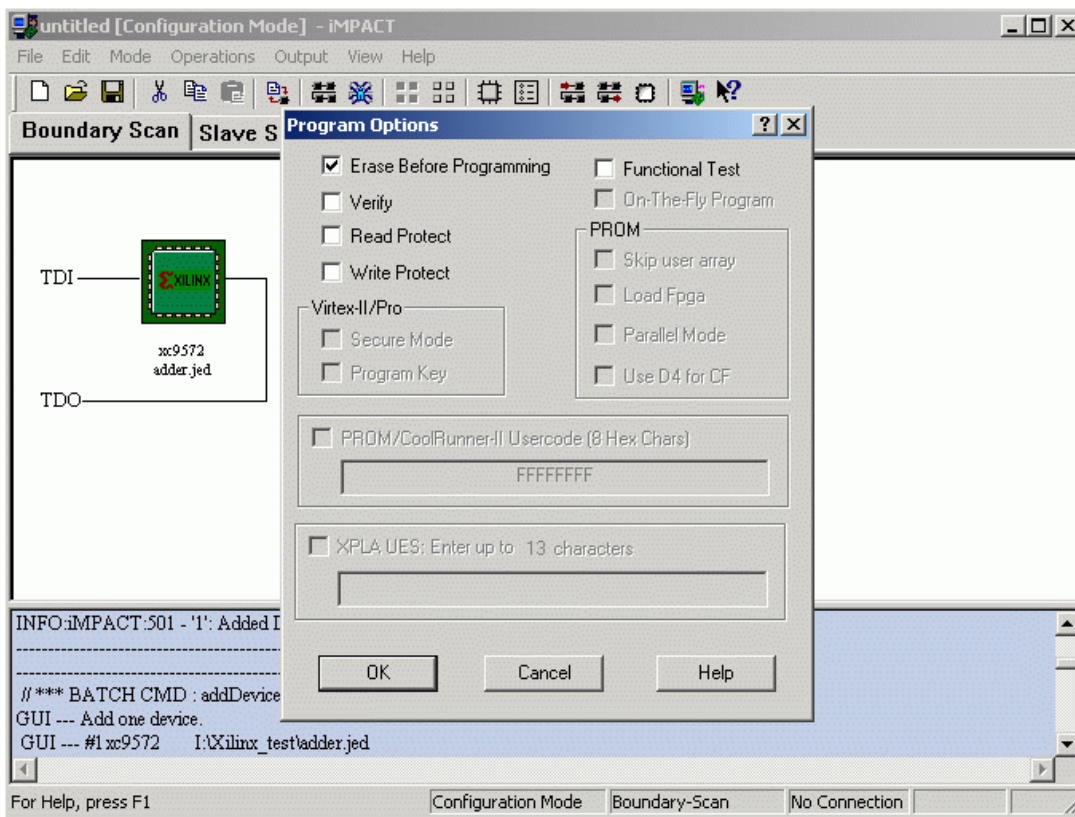 untitled [Configuration Mode] - iMPACT
File Edit Mode Operations Output View Help
Boundary Scan Slave S
Program Options
Erase Before Programming
Verify
Read Protect
Write Protect
Functional Test
On-The-Fly Program
Virtex-II/Pro
Secure Mode
Program Key
PROM
Skip user array
Load Fpga
Parallel Mode
Use D4 for CF
PROM/CoolRunner-II Usercode (8 Hex Chars)
FFFFFFFF
XPLA UES: Enter up to 13 characters
OK Cancel Help
TDI
XILINX
xc9572
adder.jed
TDO
INFO:iMPACT:501 - '1': Added D
// *** BATCH CMD : addDevice
GUI --- Add one device.
GUI --- #1 xc9572 I:\Xilinx_test\adder.jed
For Help, press F1
Configuration Mode Boundary-Scan No Connection